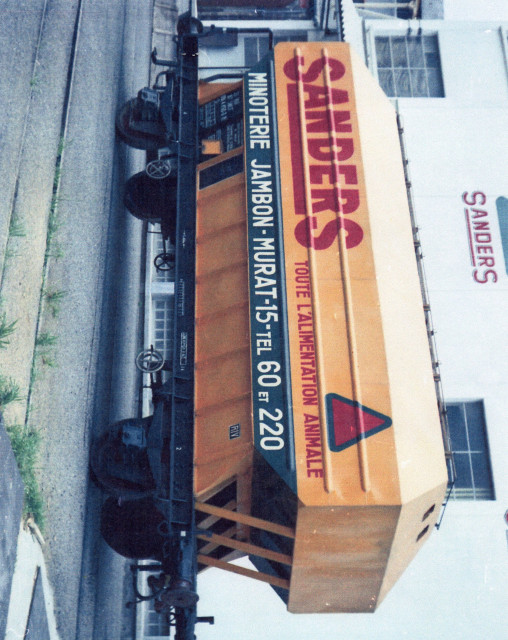 SANDERS
TOUTE L'ALIMENTATION ANIMALE
MINOTERIE JAMBON-MURAT-15-TEL 60 ET 220
SANDERS